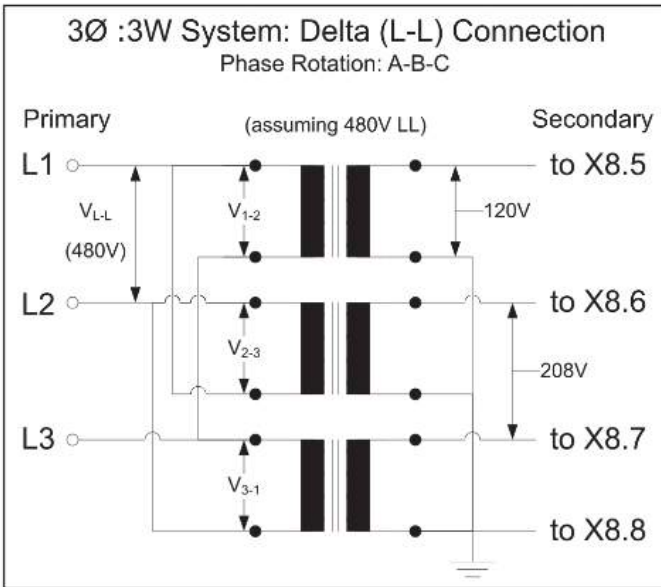 3Ø :3W System: Delta (L-L) Connection
Phase Rotation: A-B-C
Primary
(assuming 480V LL)
Secondary
L1
to X8.5
V1-2
120V
VL-L
(480V)
L2
to X8.6
V2-3
208V
L3
to X8.7
V3-1
to X8.8